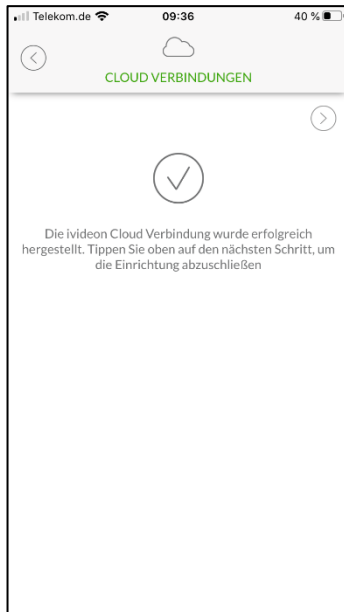 Telekom.de 09:36 40 %
CLOUD VERBINDUNGEN
Die ivideon Cloud Verbindung wurde erfolgreich
hergestellt. Tippen Sie oben auf den nächsten Schritt, um
die Einrichtung abzuschließen